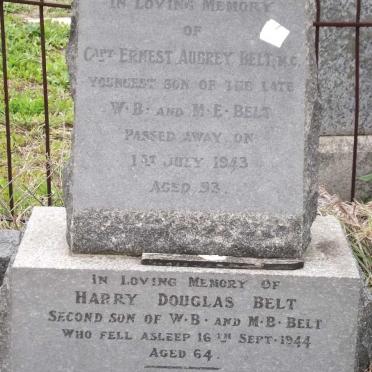 IN LOVING MEMORY
OF
CAPT ERNEST AUBREY BELT, M.C.
YOUNGEST SON OF THE LATE
W·B· AND M·E· BELT
PASSED AWAY ON
1ST JULY 1943
AGED 53.
IN LOVING MEMORY OF
HARRY DOUGLAS BELT
SECOND SON OF W·B· AND M·B·BELT
WHO FELL ASLEEP 16TH SEPT·1944
AGED 64.